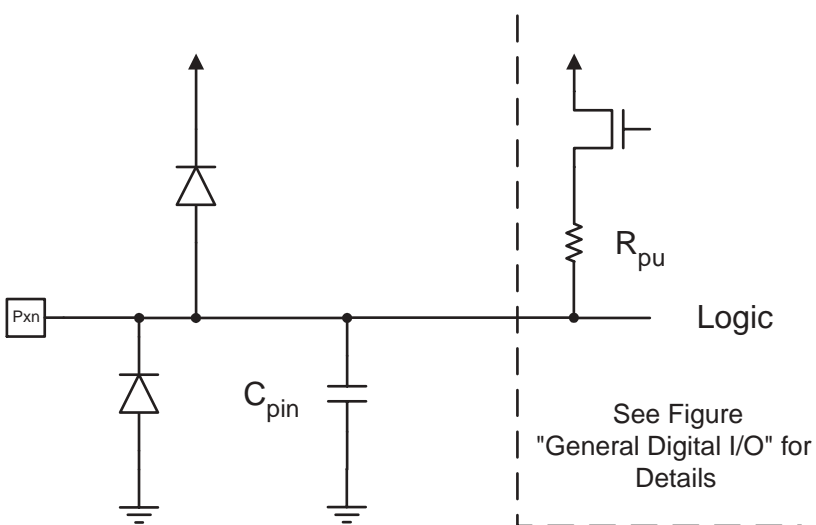 R_pu
Pxn
Logic
C_pin
See Figure
"General Digital I/O" for
Details